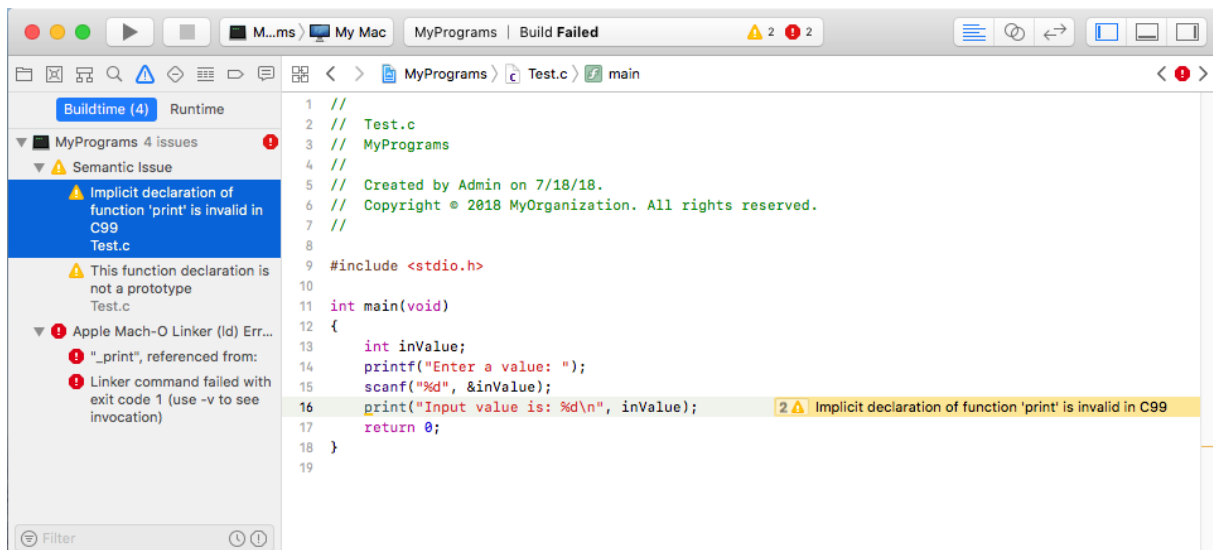 M...ms My Mac MyPrograms | Build Failed 2 2
MyPrograms Test.c main
Buildtime (4) Runtime
MyPrograms 4 issues
Semantic Issue
Implicit declaration of
function 'print' is invalid in
C99
Test.c
This function declaration is
not a prototype
Test.c
Apple Mach-O Linker (ld) Err...
"_print", referenced from:
Linker command failed with
exit code 1 (use -v to see
invocation)
Filter
1 //
2 // Test.c
3 // MyPrograms
4 //
5 // Created by Admin on 7/18/18.
6 // Copyright © 2018 MyOrganization. All rights reserved.
7 //
8
9 #include <stdio.h>
10
11 int main(void)
12 {
13 int inValue;
14 printf("Enter a value: ");
15 scanf("%d", &inValue);
16 print("Input value is: %d\n", inValue); 2 Implicit declaration of function 'print' is invalid in C99
17 return 0;
18 }
19